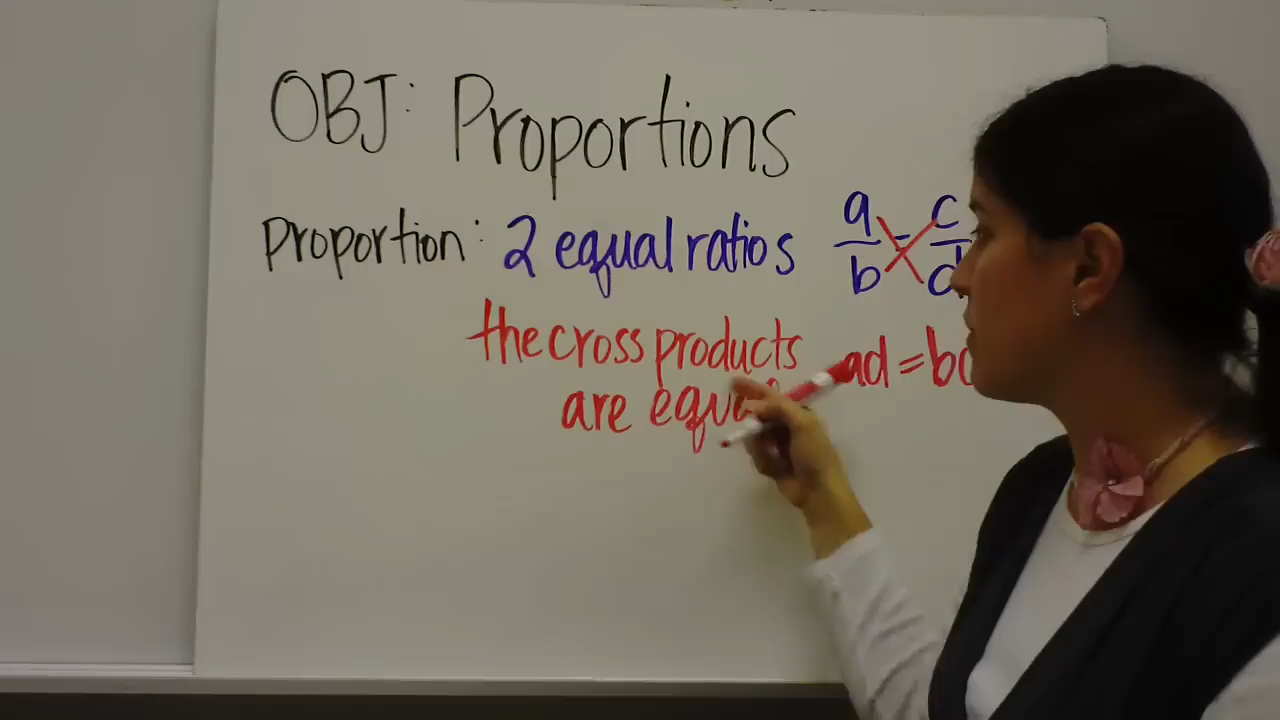 OBJ: Proportions
Proportion: 2 equal ratios a/b = c/d
the cross products ad = bc
are equal